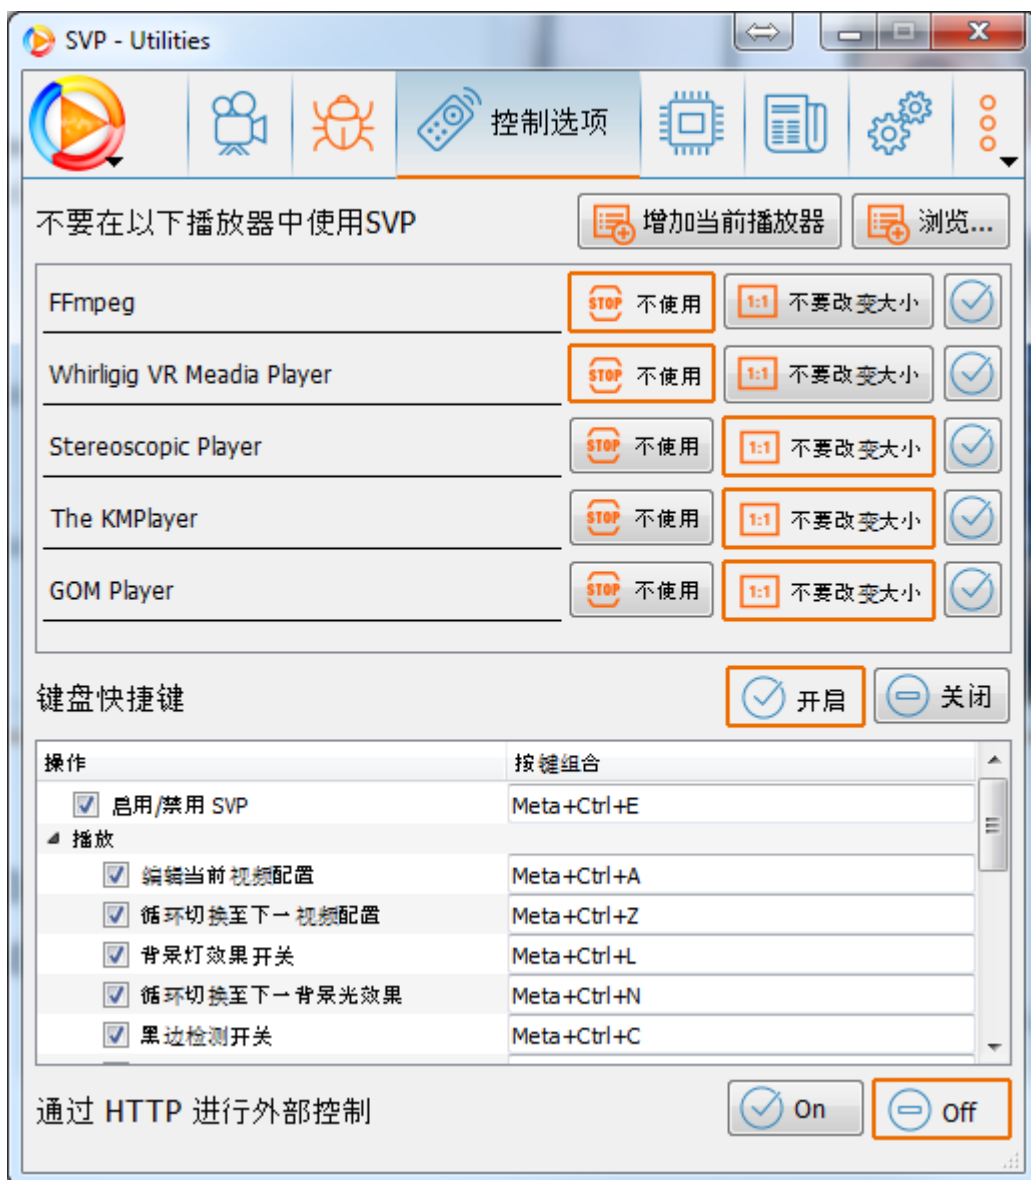 SVP - Utilities
控制选项
不要在以下播放器中使用SVP 增加当前播放器 浏览...
FFmpeg STOP 不使用 1:1 不要改变大小
Whirligig VR Meadia Player STOP 不使用 1:1 不要改变大小
Stereoscopic Player STOP 不使用 1:1 不要改变大小
The KMPlayer STOP 不使用 1:1 不要改变大小
GOM Player STOP 不使用 1:1 不要改变大小
键盘快捷键 开启 关闭
操作 按键组合
启用/禁用 SVP Meta+Ctrl+E
播放
编辑当前视频配置 Meta+Ctrl+A
循环切换至下一视频配置 Meta+Ctrl+Z
背景灯效果开关 Meta+Ctrl+L
循环切换至下一背景光效果 Meta+Ctrl+N
黑边检测开关 Meta+Ctrl+C
通过 HTTP 进行外部控制 On Off